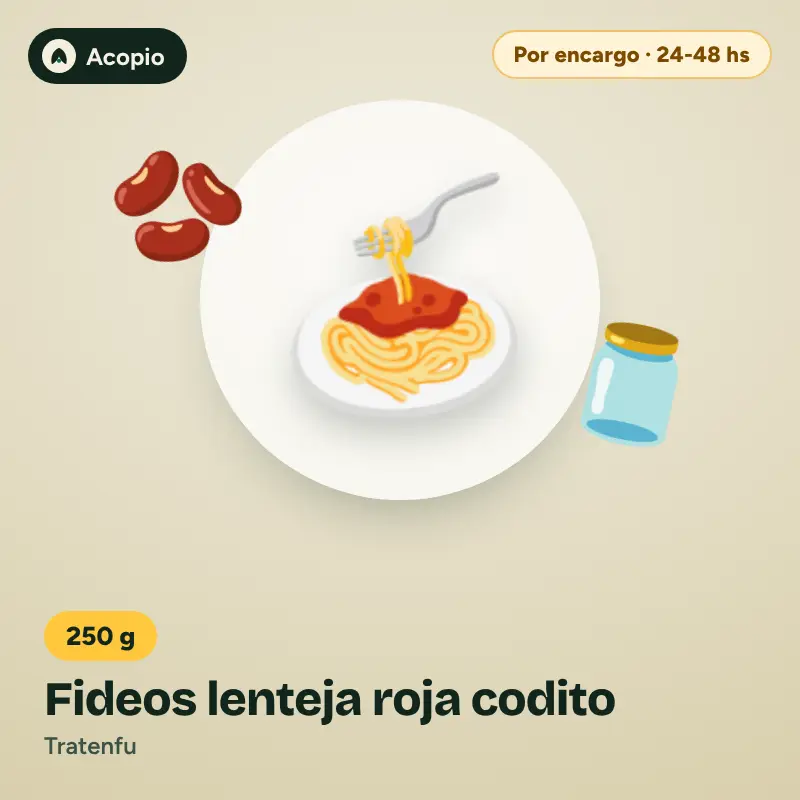 Acopio
Por encargo · 24-48 hs
250 g
Fideos lenteja roja codito
Tratenfu